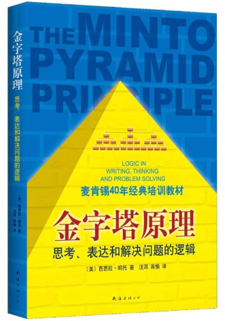 THE MINTO
PYRAMID
PRINCIPLE
LOGIC IN
WRITING, THINKING
AND PROBLEM SOLVING
麦肯锡40年经典培训教材
金字塔原理
思考、表达和解决问题的逻辑
(美) 芭芭拉·明托 著 汪洱 高愉 译
南海出版公司
金字塔原理
思考、表达和解决问题的逻辑